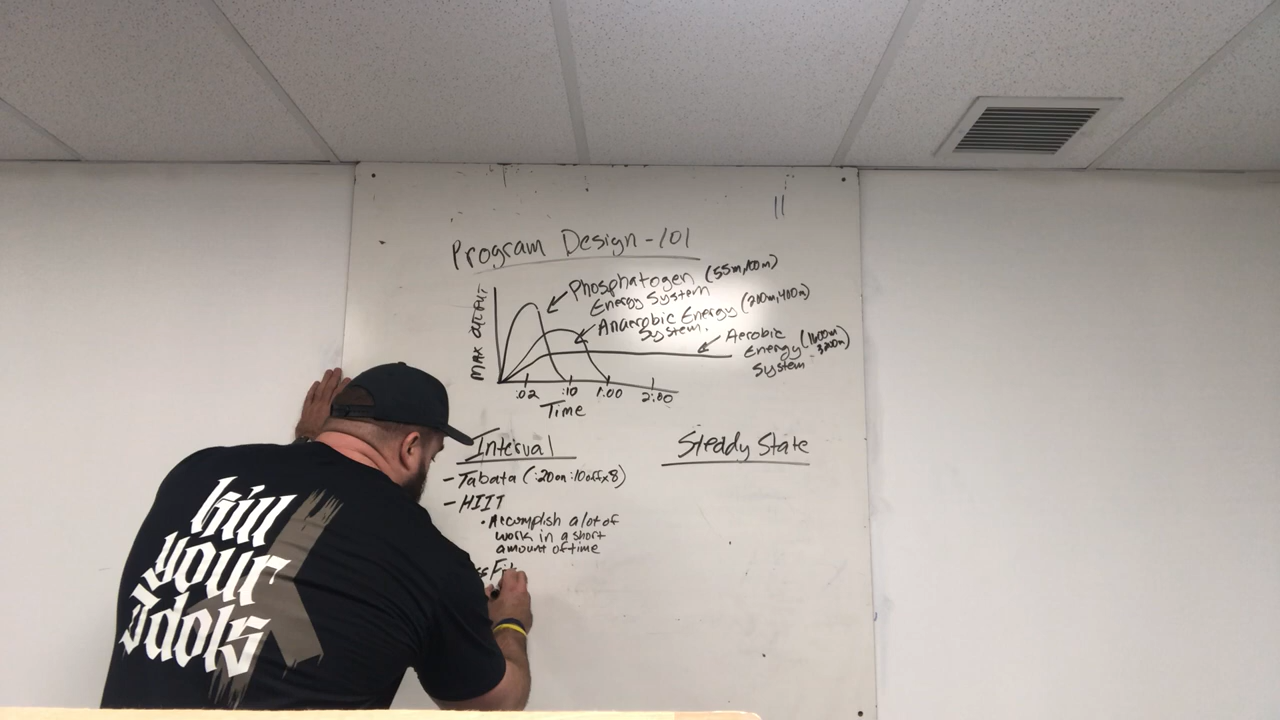 11
Program Design - 101
Phosphatogen (55m,100m)
Energy System
Anaerobic Energy (200m,400m)
System.
Aerobic (1600m
Energy 3200m)
System
MAX OUTPUT
:02 :10 1:00 2:00
Time
Interval
Steady State
- Tabata (:20on :10off x8)
- HIIT
• Accomplish a lot of
work in a short
amount of time
ssFit
kill
your
Idols